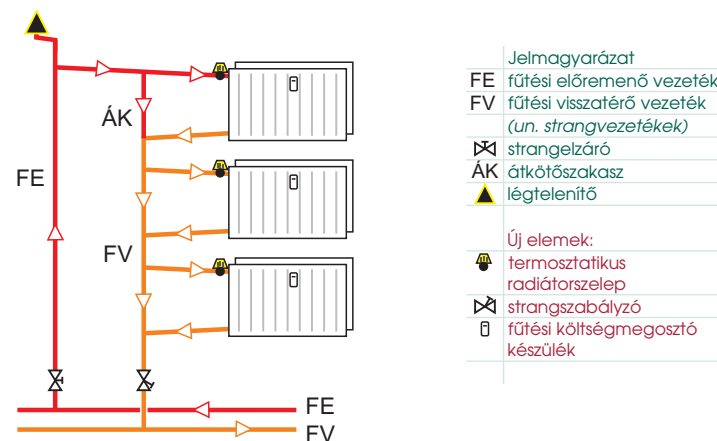 ÁK
FE
FV
FE
FV
Jelmagyarázat
FE fűtési előremenő vezeték
FV fűtési visszatérő vezeték
(un. strangvezetékek)
strangelzáró
ÁK átkötőszakasz
légtelenítő
Új elemek:
termosztatikus
radiátorszelep
strangszabályzó
fűtési költségmegosztó
készülék